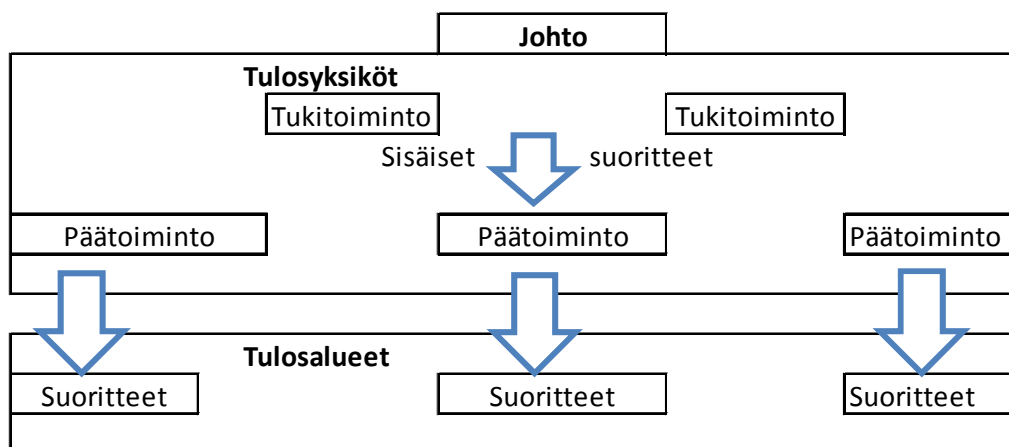 Johto
Tulosyksiköt
Tukitoiminto Tukitoiminto
Sisäiset suoritteet
Päätoiminto Päätoiminto Päätoiminto
Tulosalueet
Suoritteet Suoritteet Suoritteet